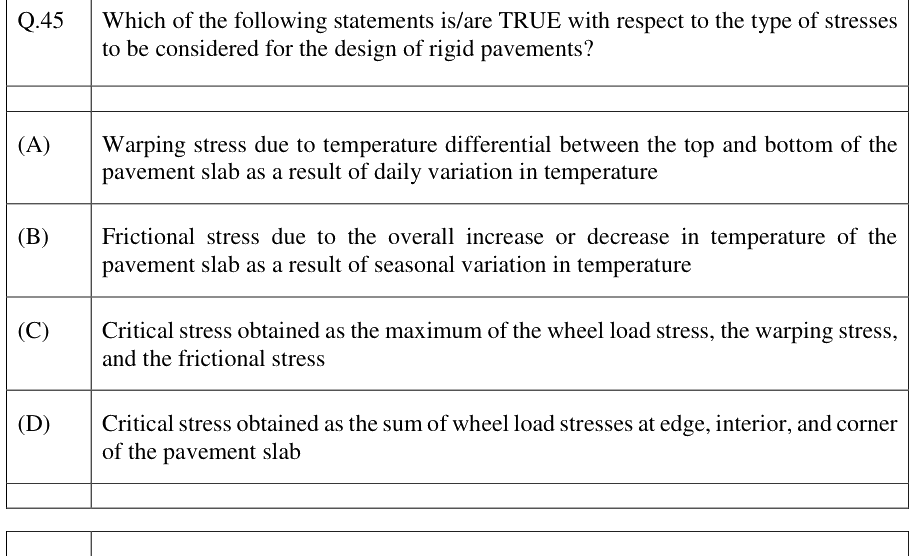 Q.45 Which of the following statements is/are TRUE with respect to the type of stresses
to be considered for the design of rigid pavements?
(A) Warping stress due to temperature differential between the top and bottom of the
pavement slab as a result of daily variation in temperature
(B) Frictional stress due to the overall increase or decrease in temperature of the
pavement slab as a result of seasonal variation in temperature
(C) Critical stress obtained as the maximum of the wheel load stress, the warping stress,
and the frictional stress
(D) Critical stress obtained as the sum of wheel load stresses at edge, interior, and corner
of the pavement slab